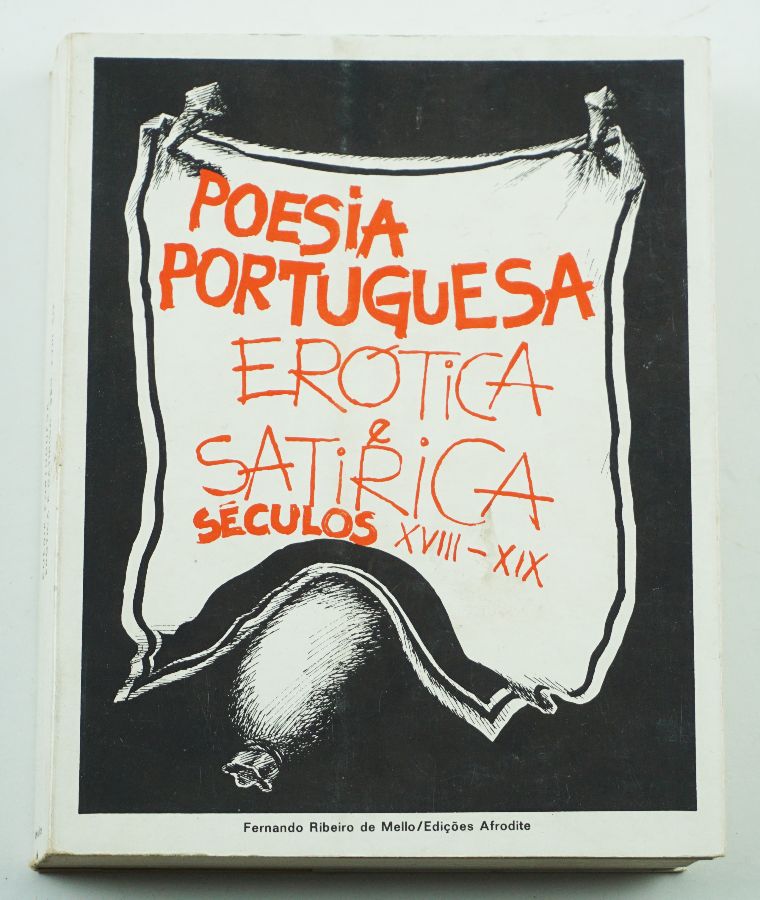 POESIA
PORTUGUESA
ERÓTICA
e
SATÍRICA
SÉCULOS XVIII-XIX
Fernando Ribeiro de Mello/Edições Afrodite